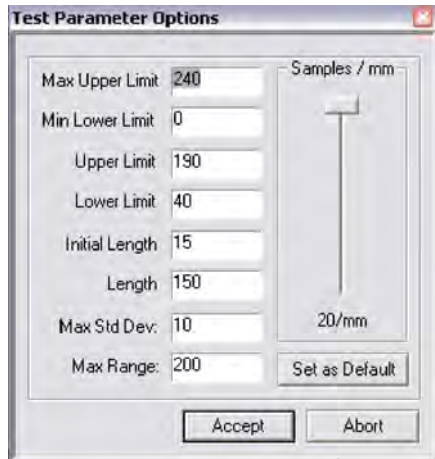 Test Parameter Options
Max Upper Limit 240
Min Lower Limit 0
Upper Limit 190
Lower Limit 40
Initial Length 15
Length 150
Max Std Dev: 10
Max Range: 200
Samples / mm
20/mm
Set as Default
Accept Abort